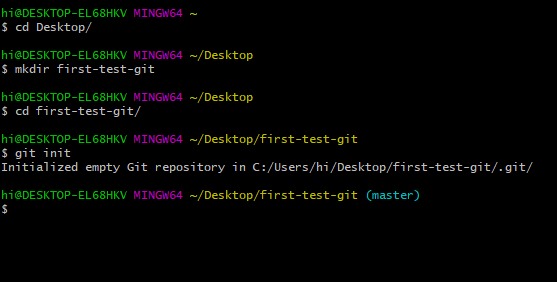 hi@DESKTOP-EL68HKV MINGW64 ~
$ cd Desktop/
hi@DESKTOP-EL68HKV MINGW64 ~/Desktop
$ mkdir first-test-git
hi@DESKTOP-EL68HKV MINGW64 ~/Desktop
$ cd first-test-git/
hi@DESKTOP-EL68HKV MINGW64 ~/Desktop/first-test-git
$ git init
Initialized empty Git repository in C:/Users/hi/Desktop/first-test-git/.git/
hi@DESKTOP-EL68HKV MINGW64 ~/Desktop/first-test-git (master)
$